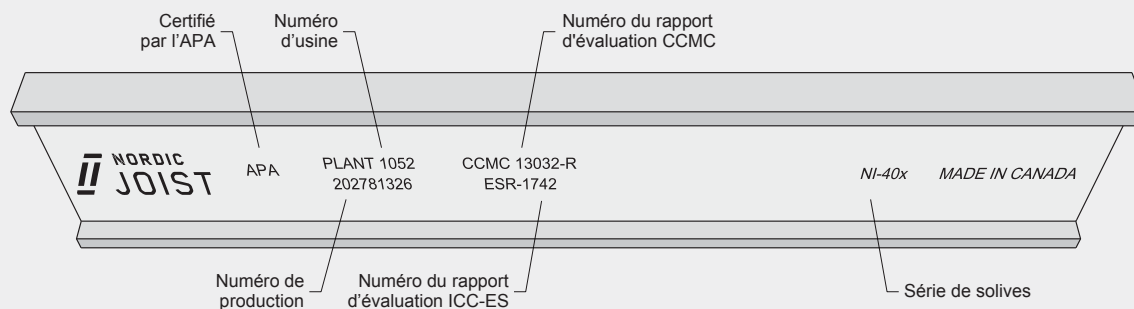 Certifié
par l’APA
Numéro
d’usine
Numéro du rapport
d'évaluation CCMC
NORDIC
JOIST
APA
PLANT 1052
202781326
CCMC 13032-R
ESR-1742
NI-40x
MADE IN CANADA
Numéro de
production
Numéro du rapport
d’évaluation ICC-ES
Série de solives